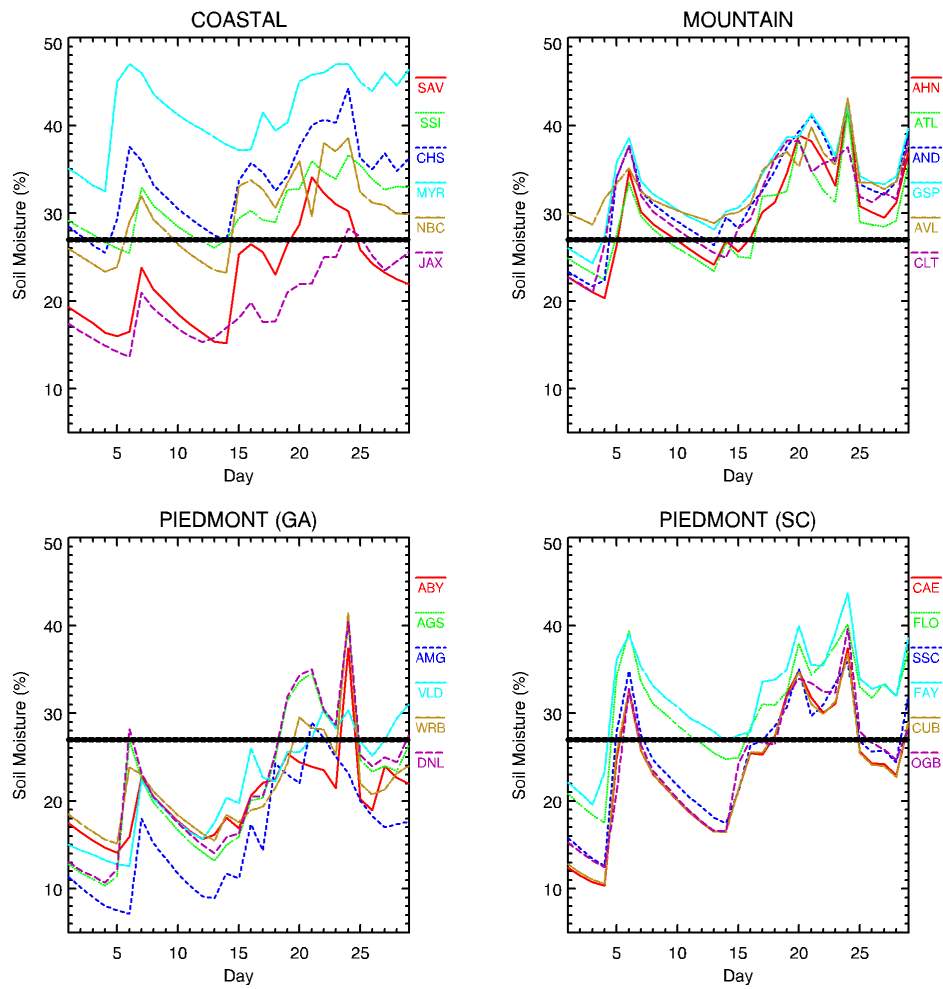 COASTAL
50
40
30
20
10
Soil Moisture (%)
5 10 15 20 25
Day
SAV
SSI
CHS
MYR
NBC
JAX
MOUNTAIN
50
40
30
20
10
Soil Moisture (%)
5 10 15 20 25
Day
AHN
ATL
AND
GSP
AVL
CLT
PIEDMONT (GA)
50
40
30
20
10
Soil Moisture (%)
5 10 15 20 25
Day
ABY
AGS
AMG
VLD
WRB
DNL
PIEDMONT (SC)
50
40
30
20
10
Soil Moisture (%)
5 10 15 20 25
Day
CAE
FLO
SSC
FAY
CUB
OGB